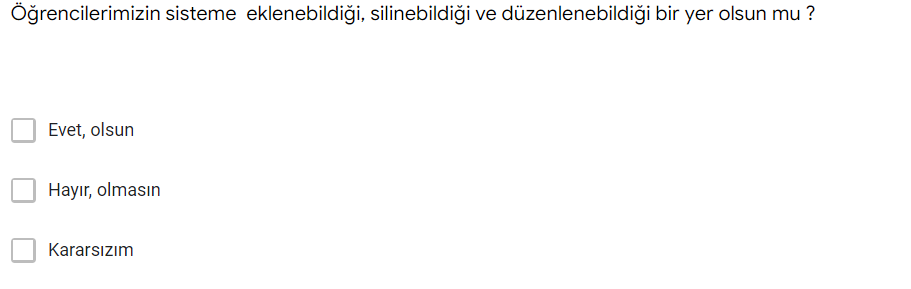 Öğrencilerimizin sisteme  eklenebildiği, silinebildiği ve düzenlenebildiği bir yer olsun mu ?
Evet, olsun
Hayır, olmasın
Kararsızım